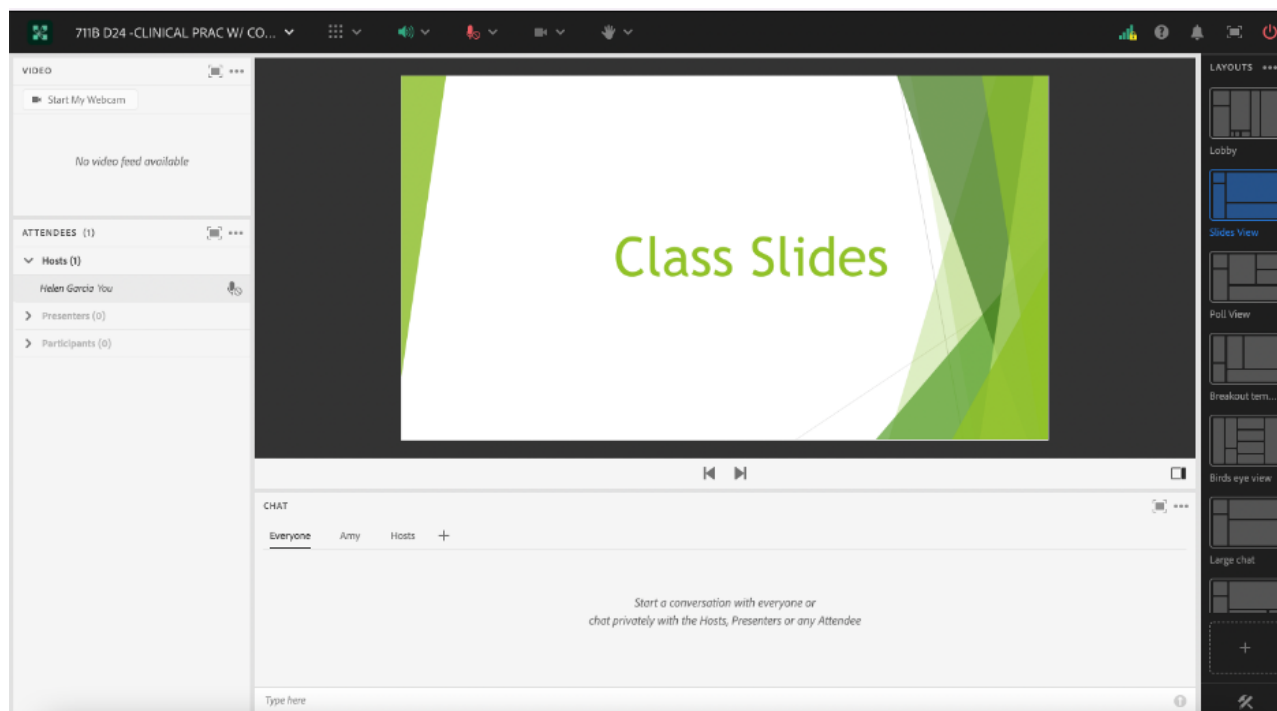 711B D24 -CLINICAL PRAC W/ CO...
VIDEO
Start My Webcam
No video feed available
ATTENDEES (1)
Hosts (1)
Helen Garcia You
Presenters (0)
Participants (0)
Class Slides
CHAT
Everyone Amy Hosts
Start a conversation with everyone or
chat privately with the Hosts, Presenters or any Attendee
Type here
LAYOUTS
Lobby
Slides View
Poll View
Breakout tem...
Birds eye view
Large chat